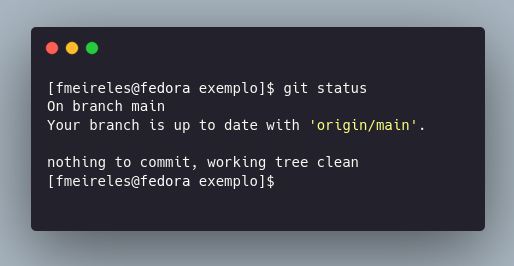 [fmeireles@fedora exemplo]$ git status
On branch main
Your branch is up to date with 'origin/main'.
nothing to commit, working tree clean
[fmeireles@fedora exemplo]$